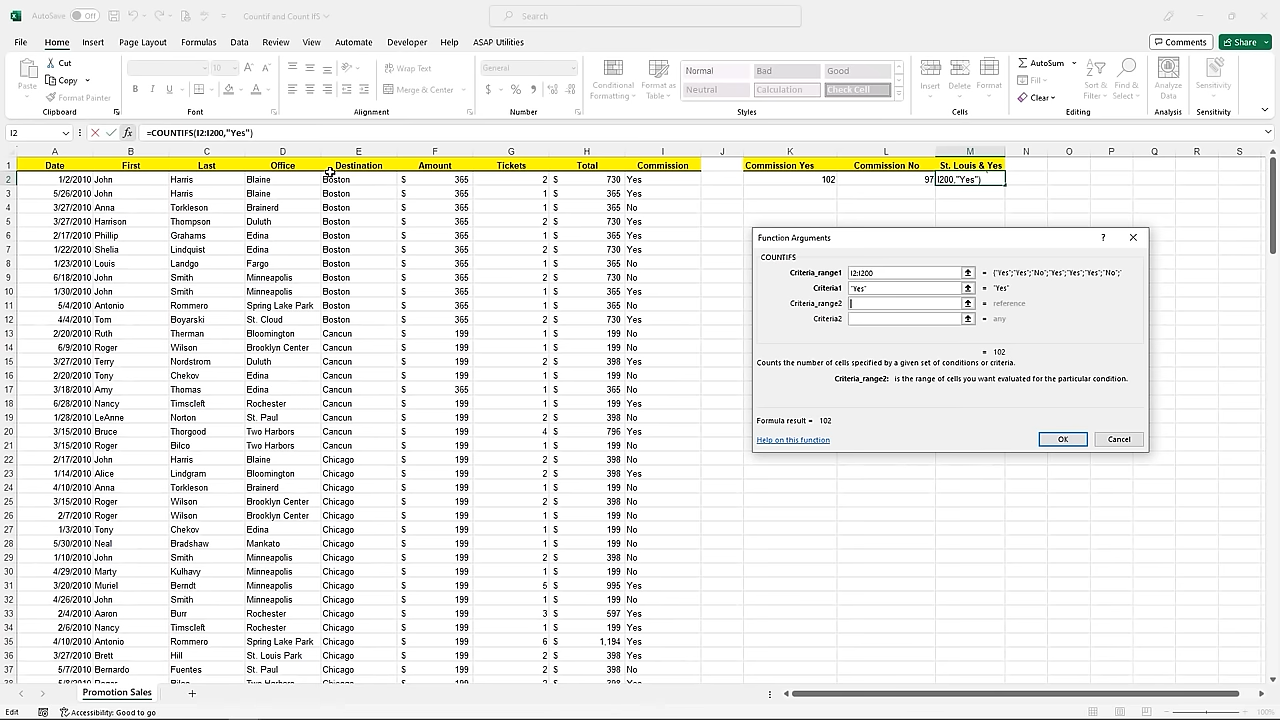 AutoSave Off Countif and Count IFS Search
File Home Insert Page Layout Formulas Data Review View Automate Developer Help ASAP Utilities Comments Share
Paste Cut Copy Format Painter
10
General
Wrap Text
Merge & Center
Conditional Formatting Format as Table
Normal Bad Good
Neutral Calculation Check Cell
Insert Delete Format
AutoSum Fill Clear
Sort & Filter Find & Select
Analyze Data
Sensitivity
Clipboard Font Alignment Number Styles Cells Editing Analysis Sensitivity
I2 fx =COUNTIFS(I2:I200,"Yes")
A B C D E F G H I J K L M N O P Q R S
1 Date First Last Office Destination Amount Tickets Total Commission Commission Yes Commission No St. Louis & Yes
2 1/2/2010 John Harris Blaine Boston $ 365 2 $ 730 Yes 102 97 I200,"Yes")
3 5/26/2010 John Harris Blaine Boston $ 365 1 $ 365 Yes
4 3/27/2010 Anna Torkleson Brainerd Boston $ 365 1 $ 365 No
5 3/27/2010 Harrison Thompson Duluth Boston $ 365 2 $ 730 Yes
6 2/17/2010 Phillip Grahams Edina Boston $ 365 2 $ 730 Yes
7 1/22/2010 Shelia Lindquist Edina Boston $ 365 2 $ 730 Yes
8 1/23/2010 Louis Landgo Fargo Boston $ 365 1 $ 365 No
9 6/18/2010 John Smith Minneapolis Boston $ 365 2 $ 730 No
10 1/30/2010 John Smith Minneapolis Boston $ 365 1 $ 365 Yes
11 5/4/2010 Antonio Rommero Spring Lake Park Boston $ 365 1 $ 365 No
12 4/4/2010 Tom Boyarski St. Cloud Boston $ 365 2 $ 730 Yes
13 2/20/2010 Ruth Therman Bloomington Cancun $ 199 1 $ 199 No
14 6/9/2010 Roger Wilson Brooklyn Center Cancun $ 199 1 $ 199 No
15 3/27/2010 Terry Nordstrom Duluth Cancun $ 199 2 $ 398 Yes
16 2/20/2010 Tony Chekov Edina Cancun $ 199 1 $ 199 No
17 3/18/2010 Amy Thomas Edina Cancun $ 365 1 $ 365 No
18 6/28/2010 Nancy Timscleft Rochester Cancun $ 199 1 $ 199 Yes
19 1/28/2010 LeAnne Norton St. Paul Cancun $ 199 2 $ 398 No
20 3/15/2010 Bruce Thorgood Two Harbors Cancun $ 199 4 $ 796 Yes
21 3/15/2010 Roger Bilco Two Harbors Cancun $ 199 1 $ 199 No
22 2/17/2010 John Harris Blaine Chicago $ 199 2 $ 398 No
23 1/14/2010 Alice Lindgram Bloomington Chicago $ 199 2 $ 398 Yes
24 4/10/2010 Anna Torkleson Brainerd Chicago $ 199 1 $ 199 No
25 3/15/2010 Roger Wilson Brooklyn Center Chicago $ 199 2 $ 398 No
26 2/7/2010 Roger Wilson Brooklyn Center Chicago $ 199 1 $ 199 No
27 1/3/2010 Tony Chekov Edina Chicago $ 199 1 $ 199 No
28 5/30/2010 Neal Bradshaw Mankato Chicago $ 199 1 $ 199 No
29 1/10/2010 John Smith Minneapolis Chicago $ 199 2 $ 398 No
30 4/29/2010 Marty Kulhavy Minneapolis Chicago $ 199 1 $ 199 No
31 3/20/2010 Muriel Berndt Minneapolis Chicago $ 199 5 $ 995 Yes
32 4/26/2010 John Smith Minneapolis Chicago $ 199 1 $ 199 No
33 2/4/2010 Aaron Burr Rochester Chicago $ 199 3 $ 597 Yes
34 2/6/2010 Nancy Timscleft Rochester Chicago $ 199 1 $ 199 Yes
35 4/10/2010 Antonio Rommero Spring Lake Park Chicago $ 199 6 $ 1,194 Yes
36 3/27/2010 Brett Hill St. Louis Park Chicago $ 199 2 $ 398 Yes
37 5/7/2010 Bernardo Fuentes St. Paul Chicago $ 199 2 $ 398 No
Function Arguments ?
COUNTIFS
Criteria_range1 I2:I200 = {"Yes";"Yes";"No";"Yes";"Yes";"Yes";"No";'
Criteria1 "Yes" = "Yes"
Criteria_range2 = reference
Criteria2 = any
= 102
Counts the number of cells specified by a given set of conditions or criteria.
Criteria_range2: is the range of cells you want evaluated for the particular condition.
Formula result = 102
Help on this function OK Cancel
Promotion Sales
Edit Accessibility: Good to go 100%